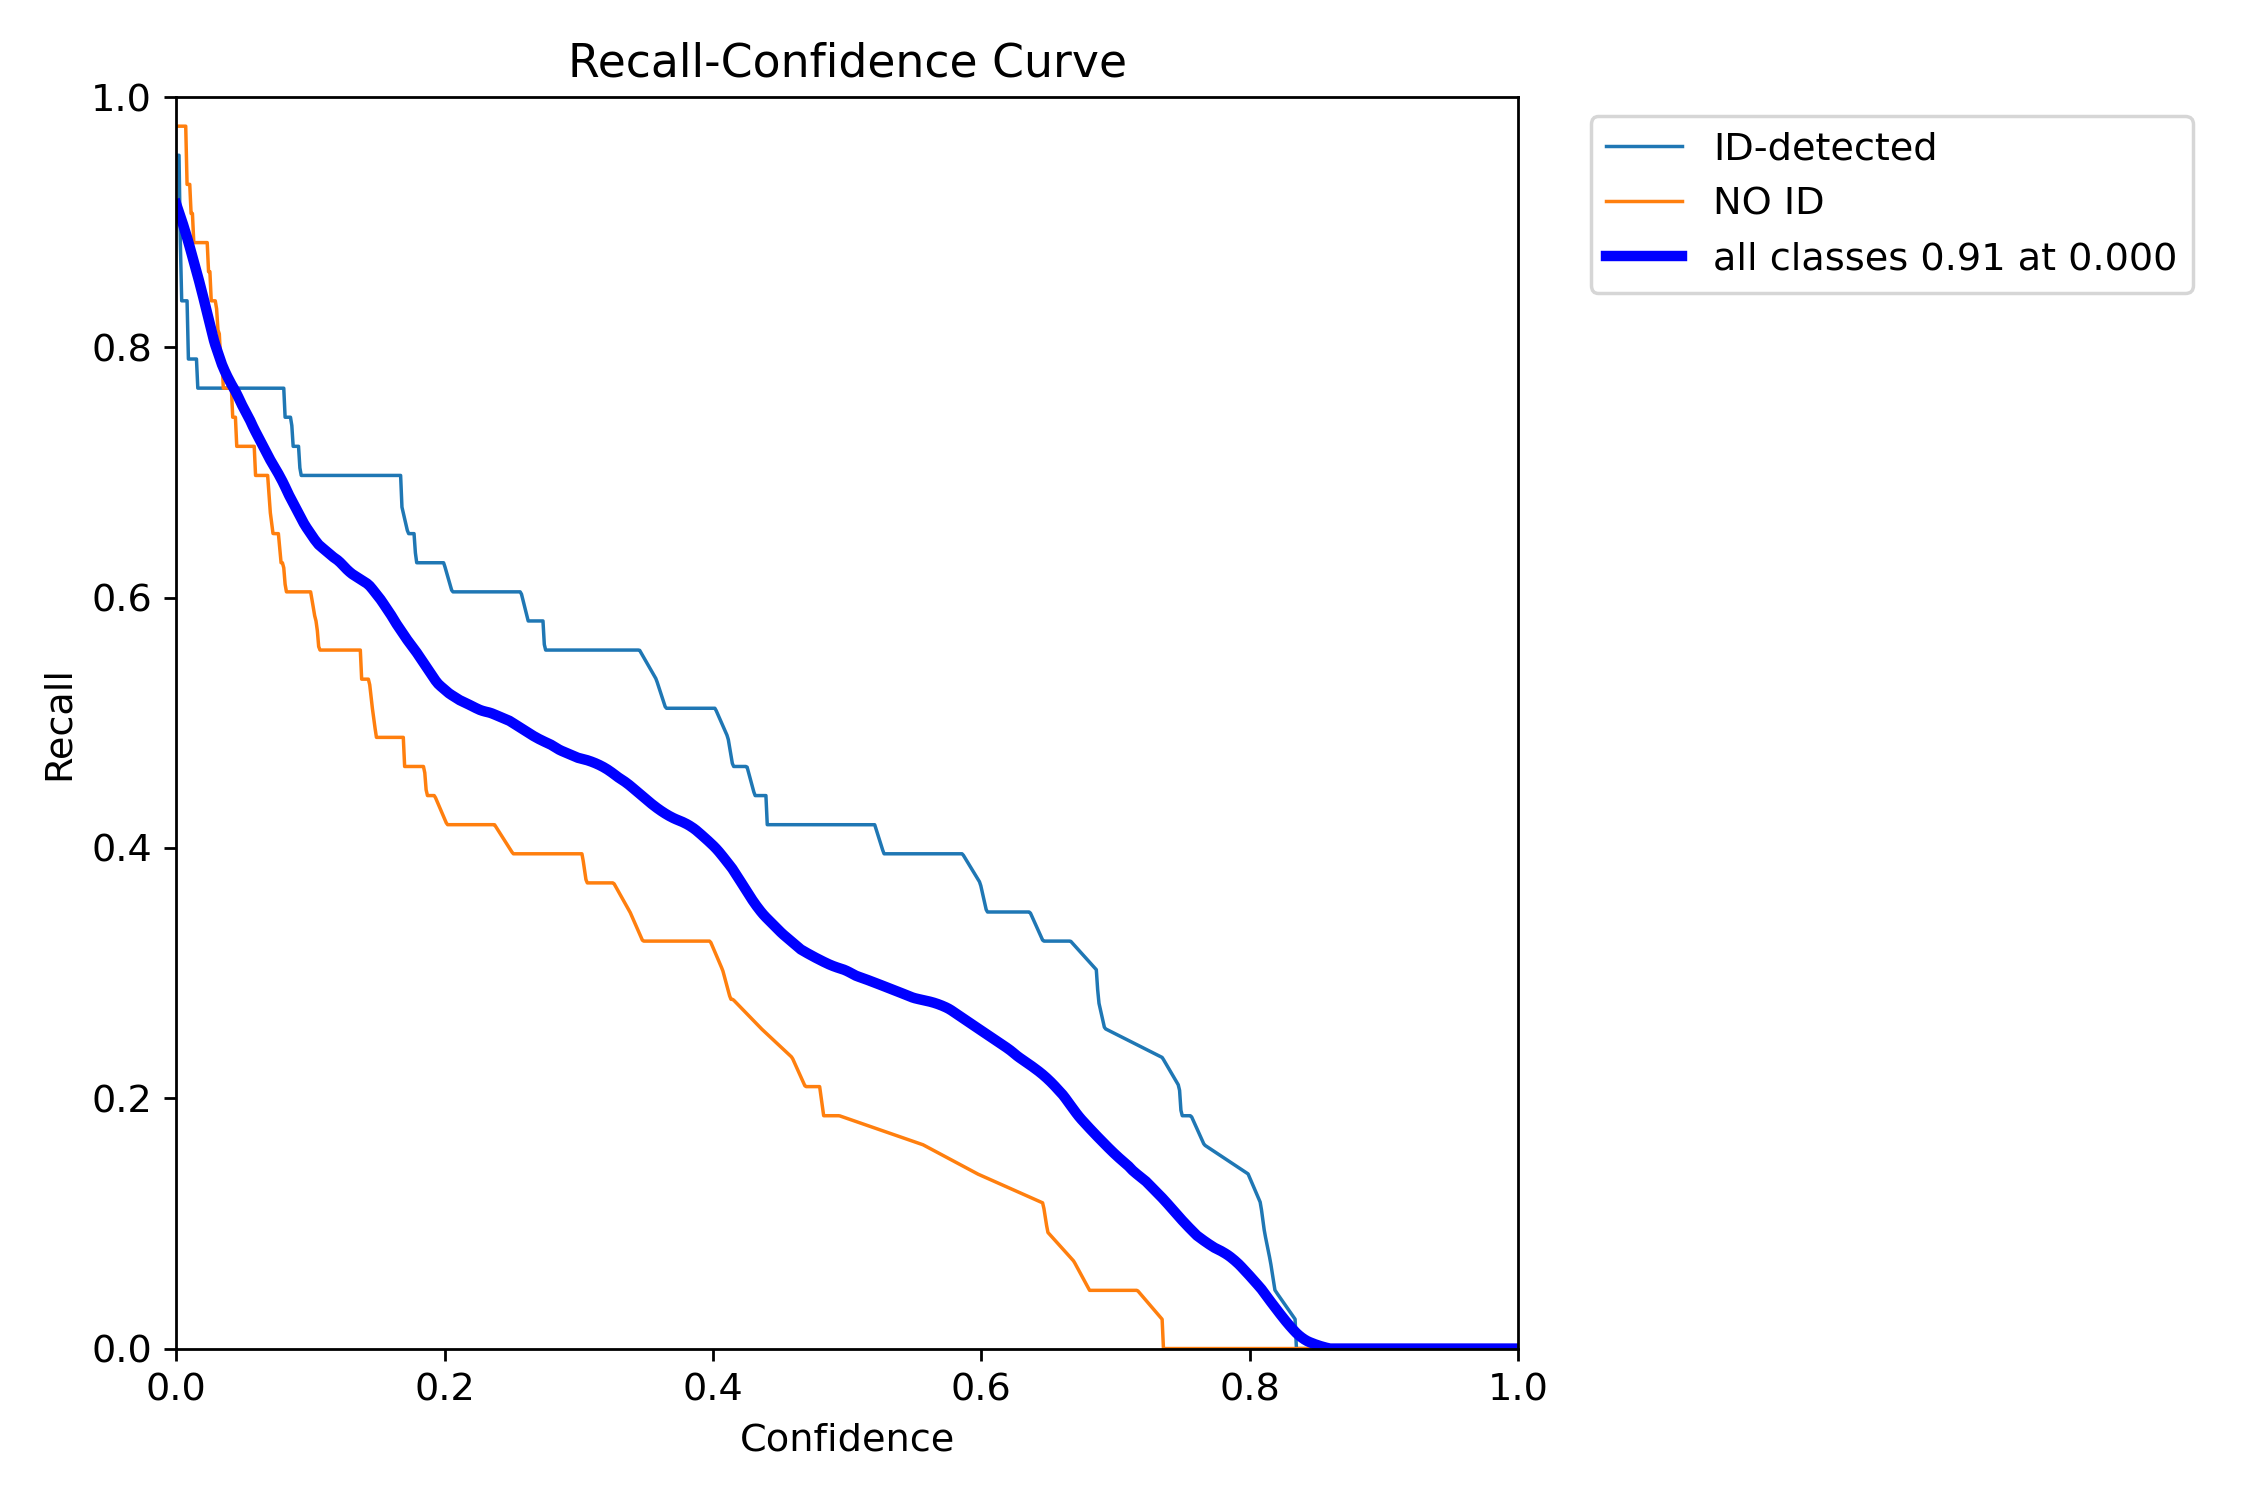 Recall-Confidence Curve
1.0
0.8
0.6
0.4
0.2
0.0
Recall
0.0 0.2 0.4 0.6 0.8 1.0
Confidence
ID-detected
NO ID
all classes 0.91 at 0.000